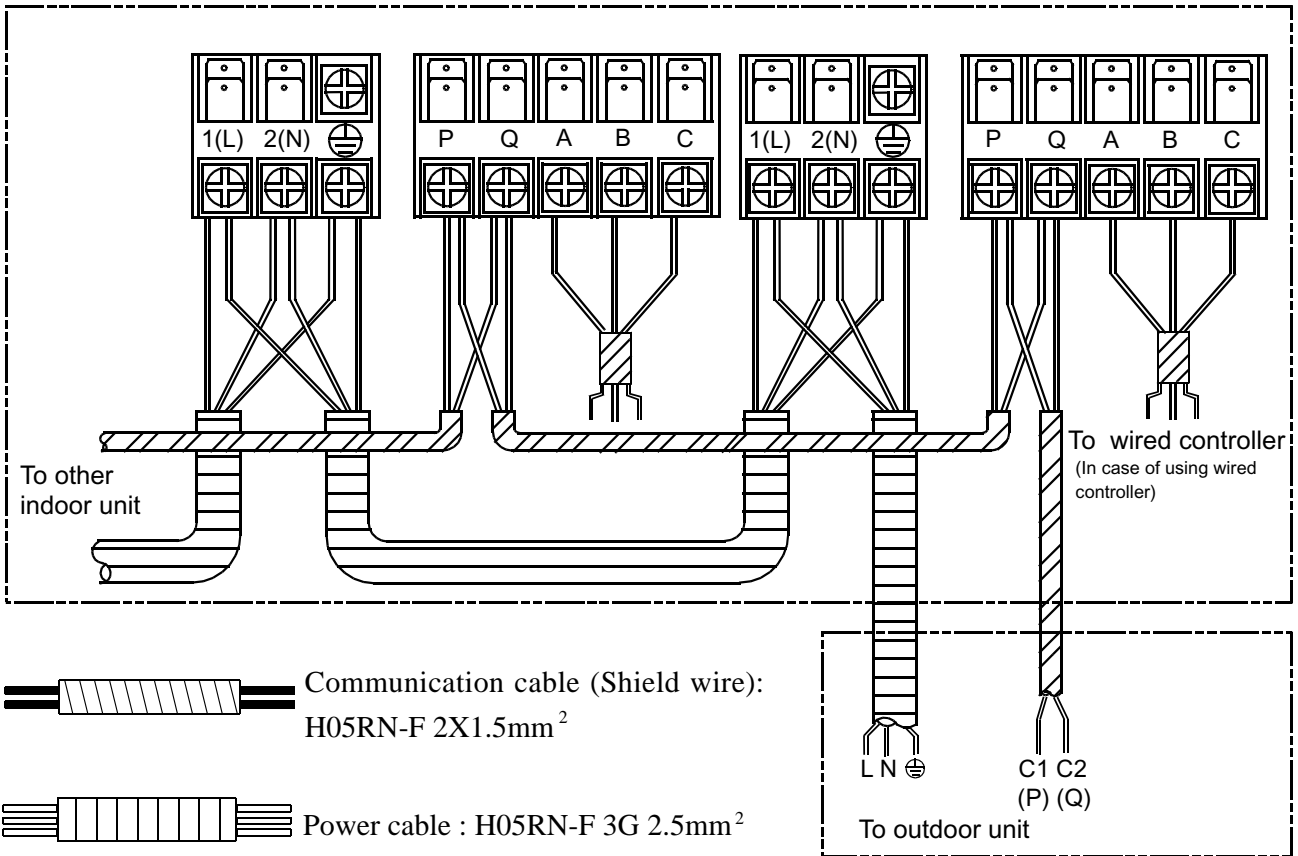 1(L) 2(N) P Q A B C 1(L) 2(N) P Q A B C
To other
indoor unit
To wired controller
(In case of using wired
controller)
Communication cable (Shield wire):
H05RN-F 2X1.5mm²
L N C1 C2
(P) (Q)
Power cable : H05RN-F 3G 2.5mm²
To outdoor unit